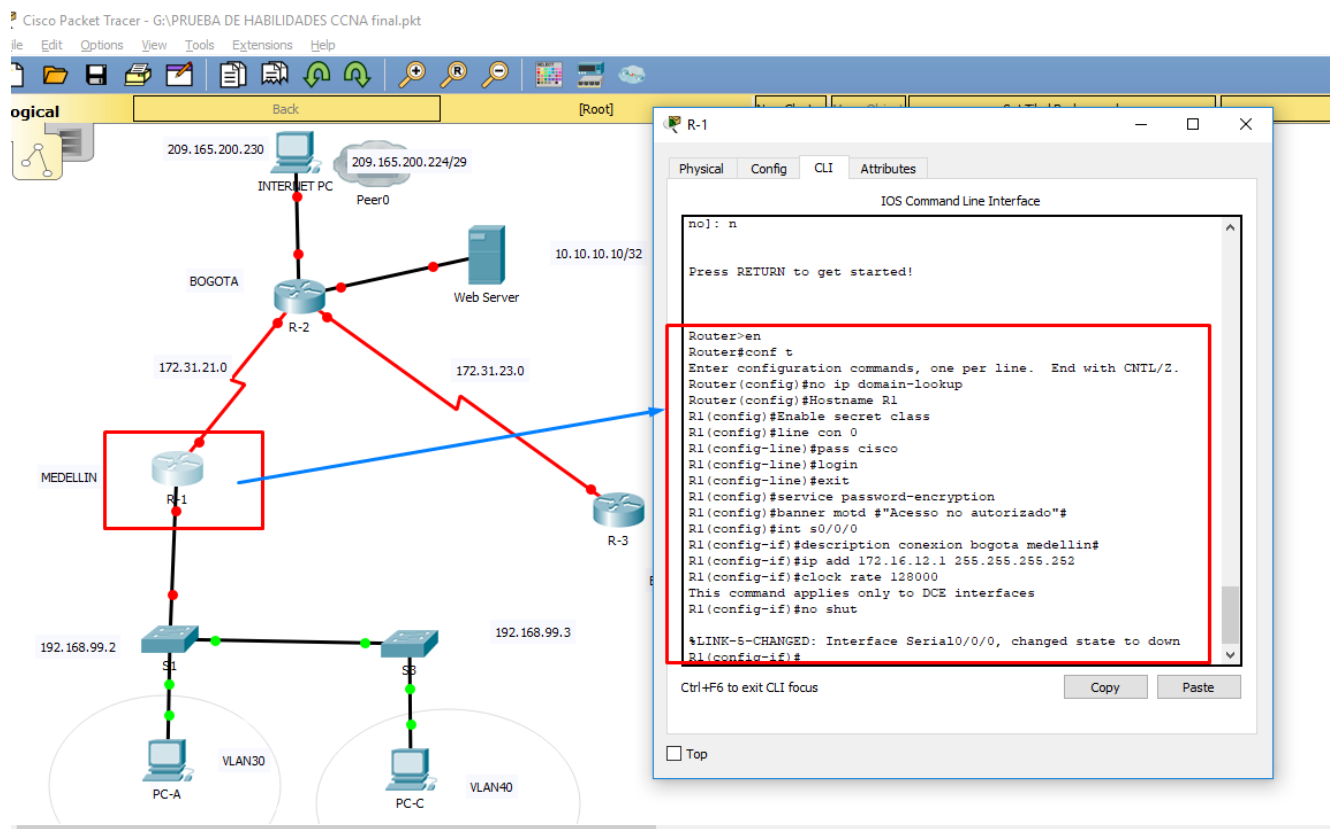 Cisco Packet Tracer - G:\PRUEBA DE HABILIDADES CCNA final.pkt
Edit Options View Tools Extensions Help
Back
[Root]
209.165.200.230
209.165.200.224/29
INTERNET PC
Peer0
10.10.10.10/32
BOGOTA
Web Server
R-2
172.31.21.0
172.31.23.0
MEDELLIN
R-1
R-3
192.168.99.2
192.168.99.3
S1
S3
VLAN30
PC-A
VLAN40
PC-C
R-1
Physical Config CLI Attributes
IOS Command Line Interface
no]: n
Press RETURN to get started!
Router>en
Router#conf t
Enter configuration commands, one per line. End with CNTL/Z.
Router(config)#no ip domain-lookup
Router(config)#Hostname R1
R1(config)#Enable secret class
R1(config)#line con 0
R1(config-line)#pass cisco
R1(config-line)#login
R1(config-line)#exit
R1(config)#service password-encryption
R1(config)#banner motd #"Acesso no autorizado"#
R1(config)#int s0/0/0
R1(config-if)#description conexion bogota medellin#
R1(config-if)#ip add 172.16.12.1 255.255.255.252
R1(config-if)#clock rate 128000
This command applies only to DCE interfaces
R1(config-if)#no shut
%LINK-5-CHANGED: Interface Serial0/0/0, changed state to down
R1(config-if)#
Ctrl+F6 to exit CLI focus
Copy
Paste
Top